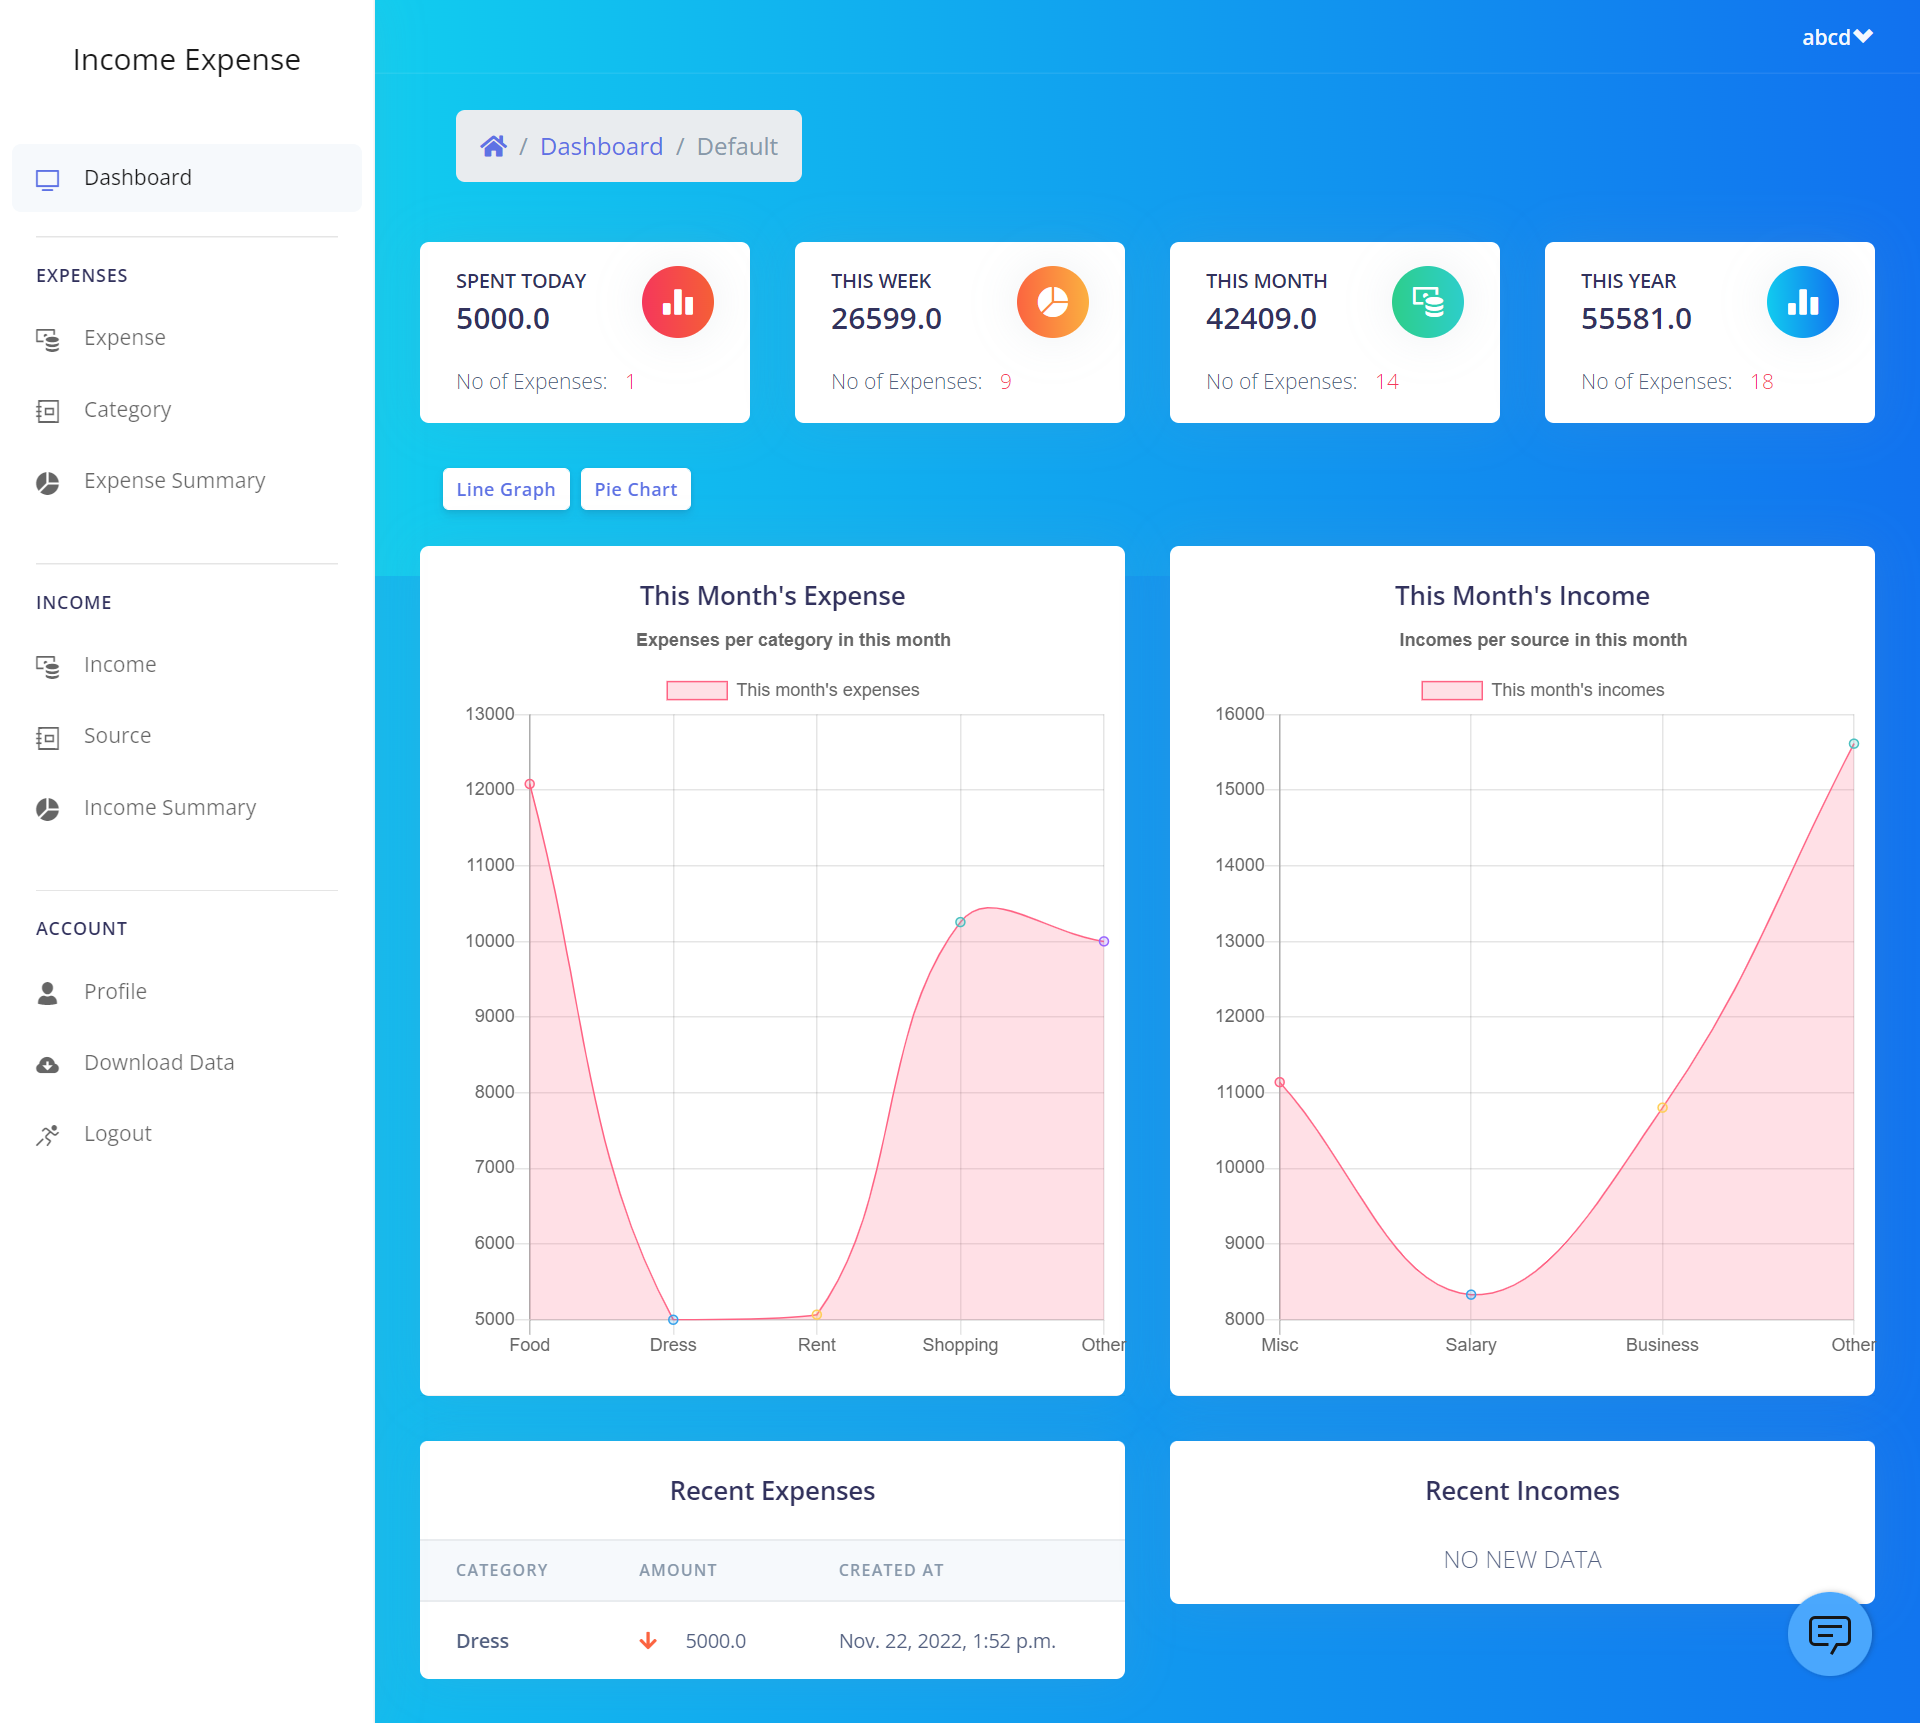 Income Expense
abcd
Dashboard
EXPENSES
Expense
Category
Expense Summary
INCOME
Income
Source
Income Summary
ACCOUNT
Profile
Download Data
Logout
/ Dashboard / Default
SPENT TODAY
5000.0
No of Expenses: 1
THIS WEEK
26599.0
No of Expenses: 9
THIS MONTH
42409.0
No of Expenses: 14
THIS YEAR
55581.0
No of Expenses: 18
Line Graph
Pie Chart
This Month's Expense
Expenses per category in this month
This month's expenses
13000
12000
11000
10000
9000
8000
7000
6000
5000
Food Dress Rent Shopping Other
This Month's Income
Incomes per source in this month
This month's incomes
16000
15000
14000
13000
12000
11000
10000
9000
8000
Misc Salary Business Other
Recent Expenses
CATEGORY AMOUNT CREATED AT
Dress 5000.0 Nov. 22, 2022, 1:52 p.m.
Recent Incomes
NO NEW DATA